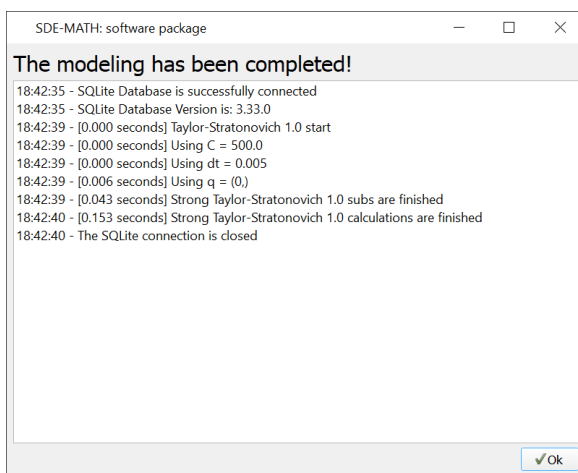 SDE-MATH: software package
The modeling has been completed!
18:42:35 - SQLite Database is successfully connected
18:42:35 - SQLite Database Version is: 3.33.0
18:42:39 - [0.000 seconds] Taylor-Stratonovich 1.0 start
18:42:39 - [0.000 seconds] Using C = 500.0
18:42:39 - [0.000 seconds] Using dt = 0.005
18:42:39 - [0.006 seconds] Using q = (0,)
18:42:39 - [0.043 seconds] Strong Taylor-Stratonovich 1.0 subs are finished
18:42:40 - [0.153 seconds] Strong Taylor-Stratonovich 1.0 calculations are finished
18:42:40 - The SQLite connection is closed
Ok